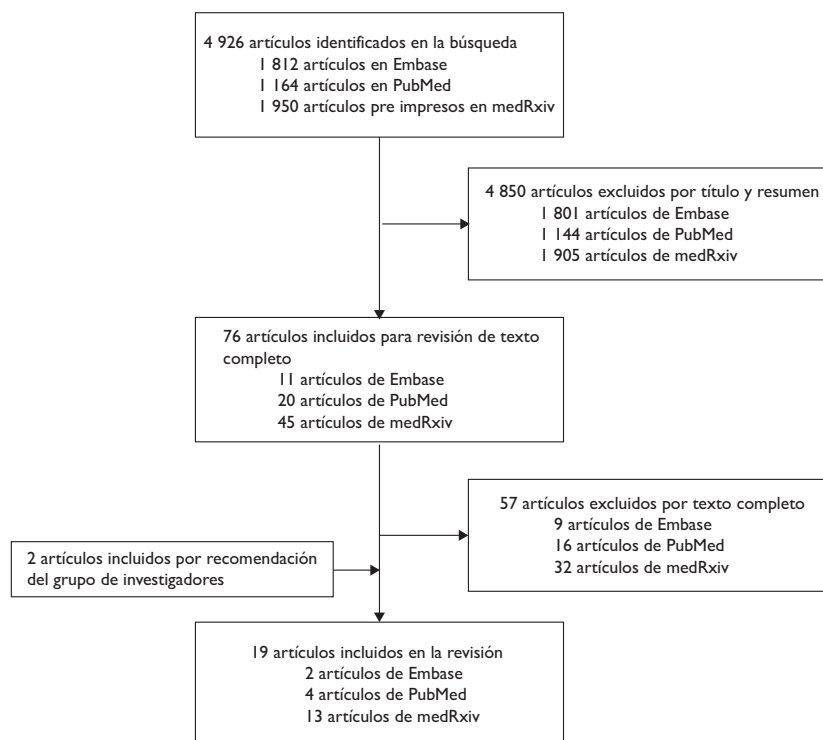 4 926 artículos identificados en la búsqueda
1 812 artículos en Embase
1 164 artículos en PubMed
1 950 artículos pre impresos en medRxiv
4 850 artículos excluidos por título y resumen
1 801 artículos de Embase
1 144 artículos de PubMed
1 905 artículos de medRxiv
76 artículos incluidos para revisión de texto
completo
11 artículos de Embase
20 artículos de PubMed
45 artículos de medRxiv
57 artículos excluidos por texto completo
9 artículos de Embase
16 artículos de PubMed
32 artículos de medRxiv
2 artículos incluidos por recomendación
del grupo de investigadores
19 artículos incluidos en la revisión
2 artículos de Embase
4 artículos de PubMed
13 artículos de medRxiv